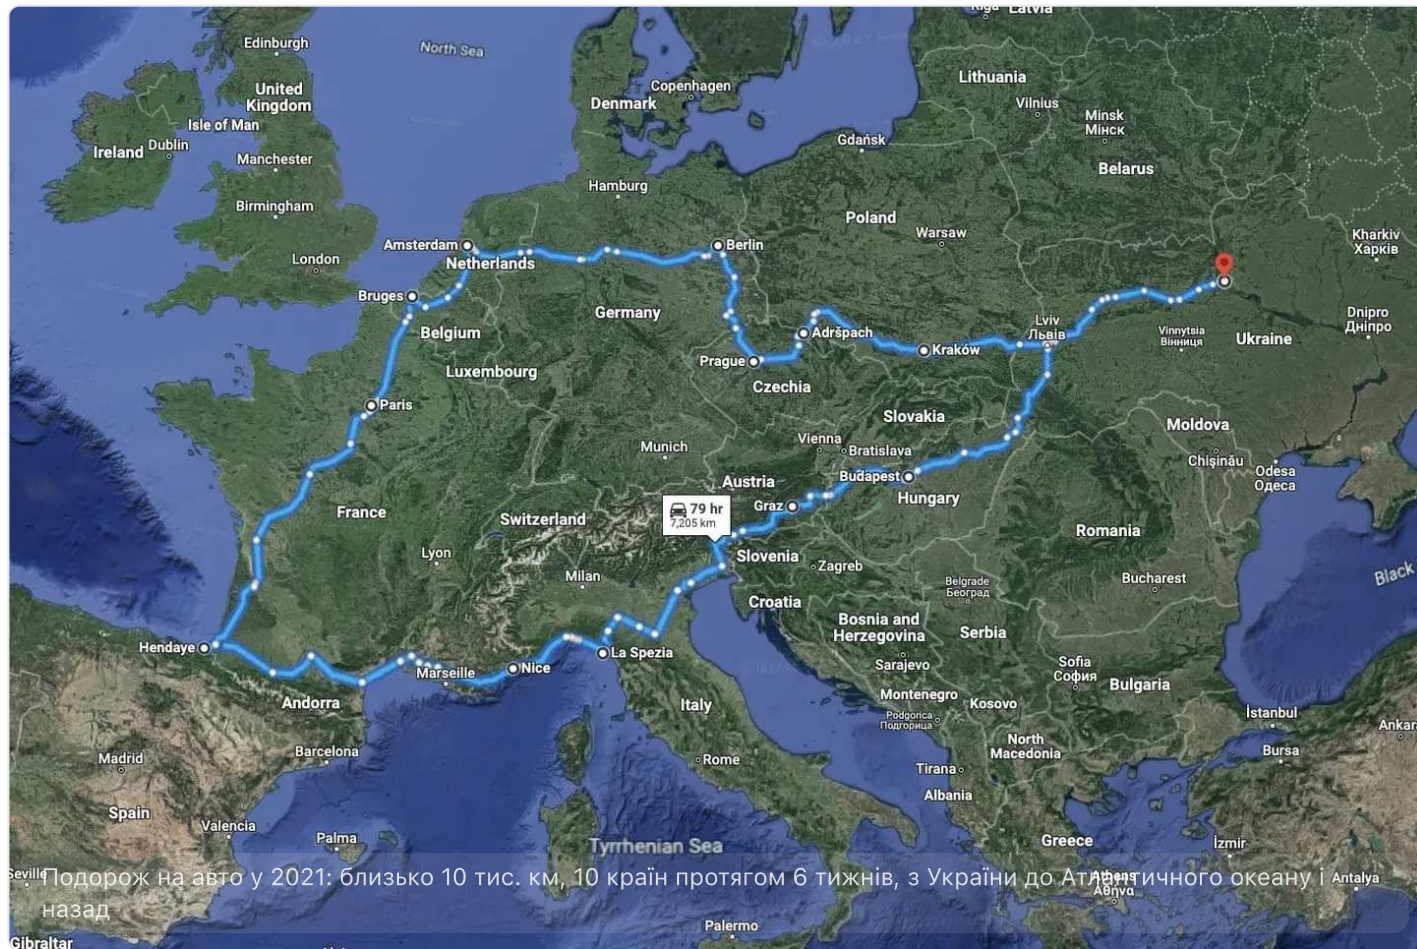 Riga
Latvia
Edinburgh
North Sea
Copenhagen
Lithuania
United
Kingdom
Denmark
Vilnius
Isle of Man
Minsk
Мінск
Ireland
Dublin
Gdańsk
Manchester
Belarus
Hamburg
Birmingham
Poland
Warsaw
Kharkiv
Харків
Amsterdam
Berlin
London
Netherlands
Bruges
Germany
Dnipro
Дніпро
Belgium
Adršpach
Lviv
Львів
Vinnytsia
Вінниця
Ukraine
Kraków
Prague
Luxembourg
Czechia
Paris
Slovakia
Moldova
Munich
Vienna
Bratislava
Chișinău
Odesa
Одеса
Austria
Budapest
Hungary
79 hr
7,205 km
Graz
France
Switzerland
Romania
Lyon
Slovenia
Zagreb
Milan
Belgrade
Београд
Bucharest
Black
Croatia
Bosnia and
Herzegovina
Serbia
Hendaye
La Spezia
Nice
Marseille
Sarajevo
Sofia
София
Bulgaria
Andorra
Italy
Montenegro
Kosovo
Podgorica
Подгорица
İstanbul
Ankara
North
Macedonia
Bursa
Barcelona
Madrid
Rome
Tirana
Albania
Spain
Valencia
Palma
Tyrrhenian Sea
Greece
İzmir
Seville
Athens
Αθήνα
Antalya
Подорож на авто у 2021: близько 10 тис. км, 10 країн протягом 6 тижнів, з України до Атлантичного океану і
назад
Palermo
Gibraltar